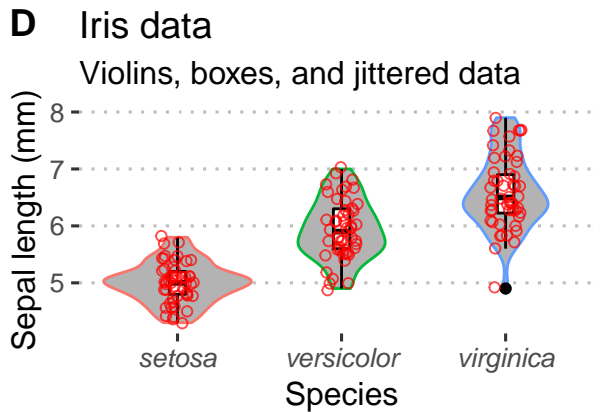 D Iris data
Violins, boxes, and jittered data
Sepal length (mm)
8
7
6
5
setosa versicolor virginica
Species